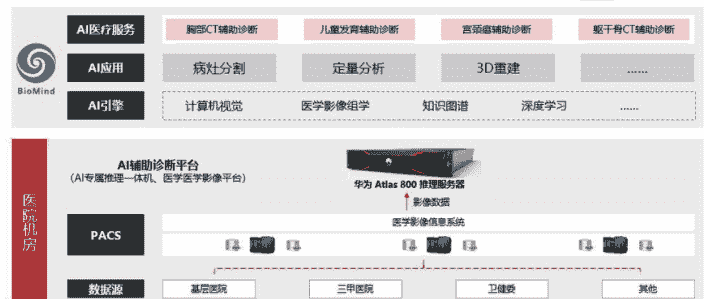 AI医疗服务
胸部CT辅助诊断
儿童发育辅助诊断
宫颈癌辅助诊断
躯干骨CT辅助诊断
BioMind
AI应用
病灶分割
定量分析
3D重建
……
AI引擎
计算机视觉
医学影像组学
知识图谱
深度学习
……
医院机房
AI辅助诊断平台
(AI专属推理一体机、医学医学影像平台)
华为 Atlas 800 推理服务器
影像数据
PACS
医学影像信息系统
数据源
基层医院
三甲医院
卫健委
其他